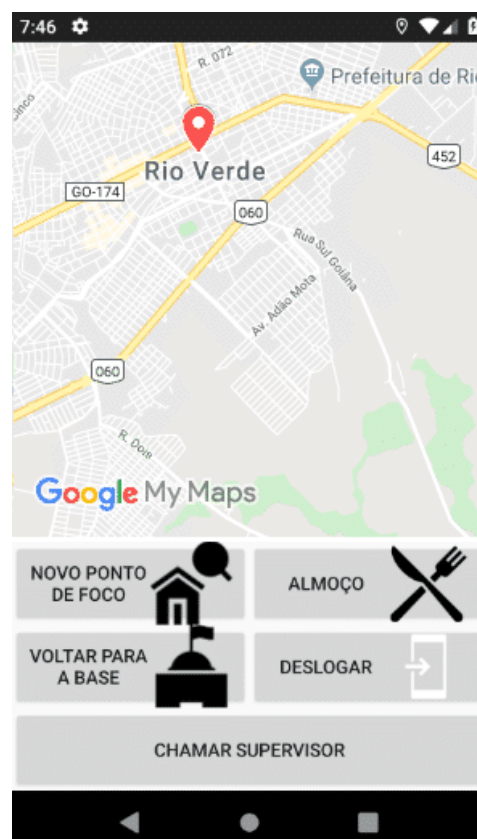 7:46
R. 072
Prefeitura de Ri
Rio Verde
452
GO-174
060
Rua Sul Goiâna
Av. Adão Mota
060
R. Dois
Google My Maps
NOVO PONTO
DE FOCO
ALMOÇO
VOLTAR PARA
A BASE
DESLOGAR
CHAMAR SUPERVISOR